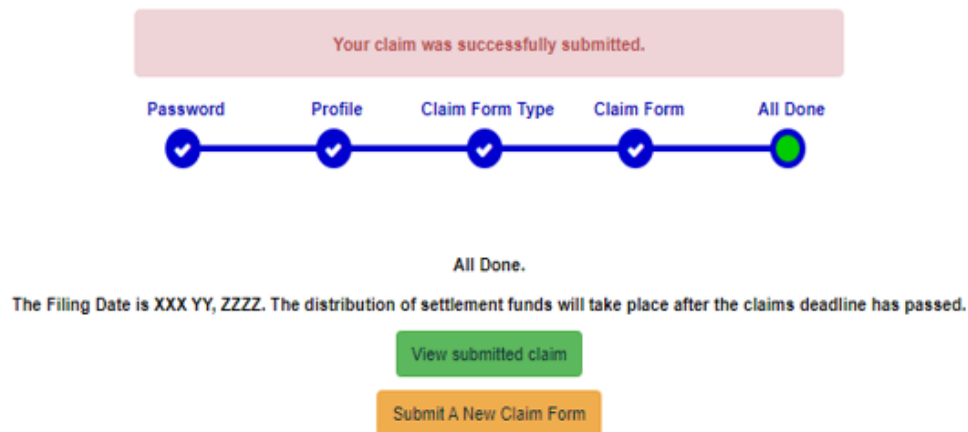 Your claim was successfully submitted.
Password Profile Claim Form Type Claim Form All Done
All Done.
The Filing Date is XXX YY, ZZZZ. The distribution of settlement funds will take place after the claims deadline has passed.
View submitted claim
Submit A New Claim Form